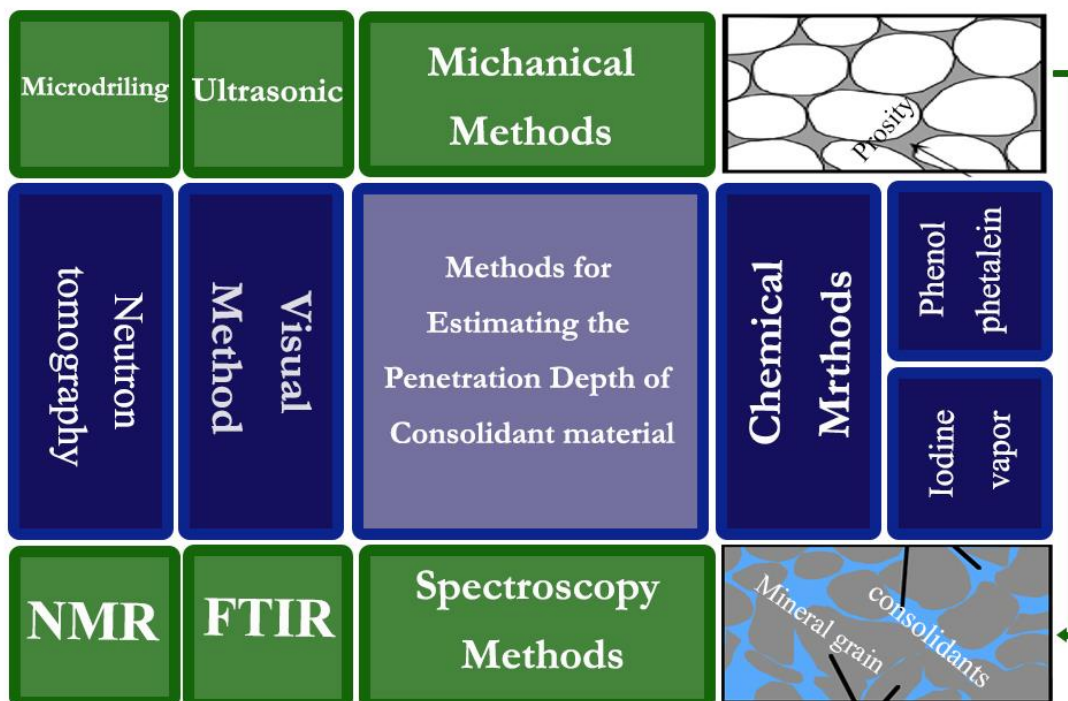 Microdriling
Ultrasonic
Michanical
Methods
Prosity
Neutron
tomography
Visual
Method
Methods for
Estimating the
Penetration Depth of
Consolidant material
Chemical
Mrthods
Phenol
phetalein
Iodine
vapor
NMR
FTIR
Spectroscopy
Methods
Mineral grain
consolidants